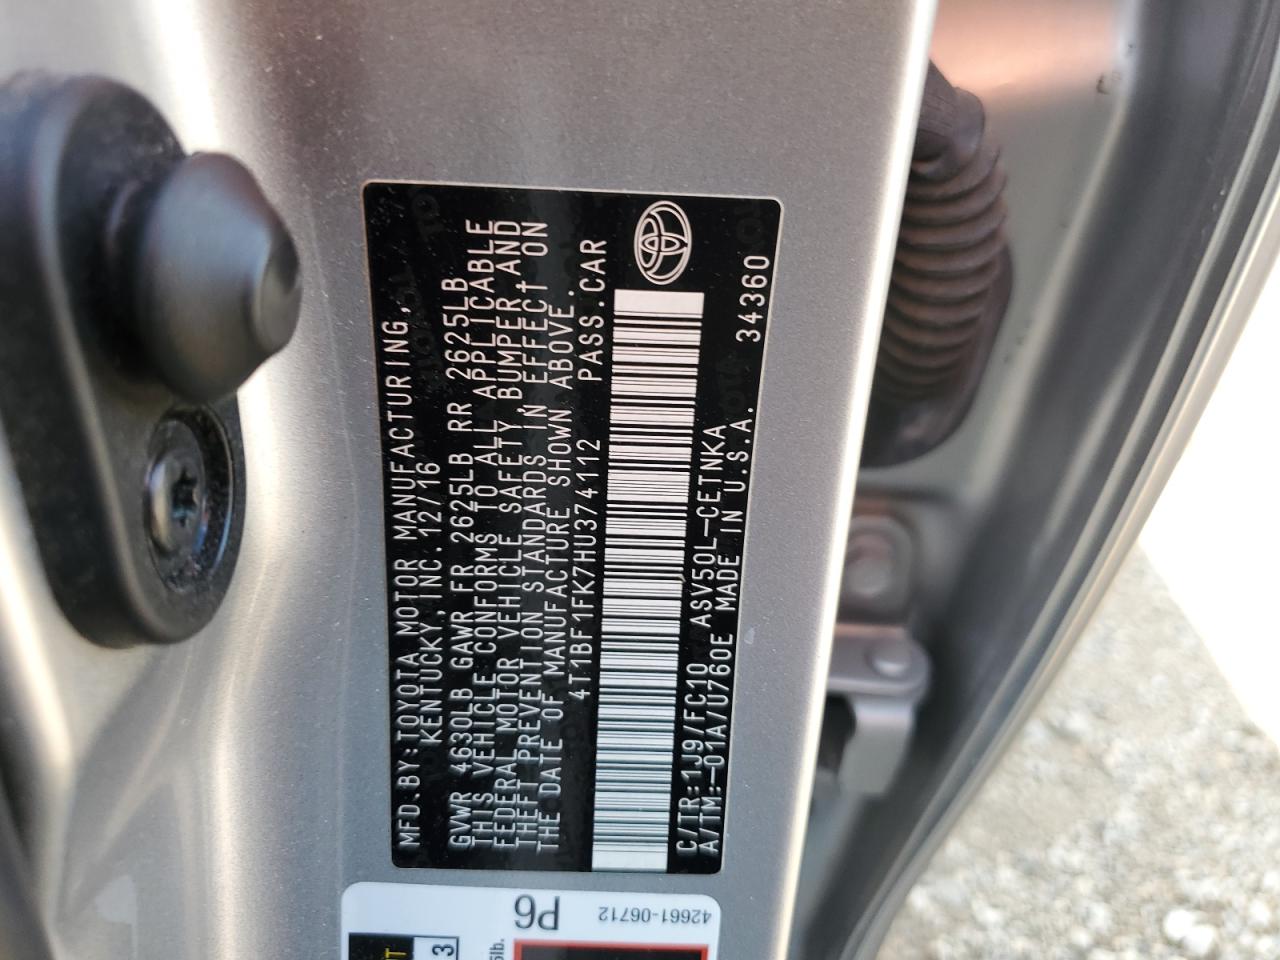 MFD.BY:TOYOTA MOTOR MANUFACTURING,
KENTUCKY, INC. 12/16
GVWR 4630LB GAWR FR 2625LB RR 2625LB
THIS VEHICLE CONFORMS TO ALL APPLICABLE
FEDERAL MOTOR VEHICLE SAFETY, BUMPER, AND
THEFT PREVENTION STANDARDS IN EFFECT ON
THE DATE OF MANUFACTURE SHOWN ABOVE.
4T1BF1FK7HU374112 PASS.CAR
C/TR:1J9/FC10 ASV50L-CETNKA
A/TM:-01A/U760E MADE IN U.S.A. 34360
42661-06712
P6
3